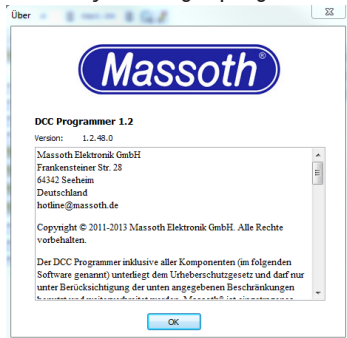 Über
Massoth®
DCC Programmer 1.2
Version: 1.2.48.0
Massoth Elektronik GmbH
Frankensteiner Str. 28
64342 Seeheim
Deutschland
hotline@massoth.de
Copyright © 2011-2013 Massoth Elektronik GmbH. Alle Rechte
vorbehalten.
Der DCC Programmer inklusive aller Komponenten (im folgenden
Software genannt) unterliegt dem Urheberschutzgesetz und darf nur
unter Berücksichtigung der unten angegebenen Beschränkungen
OK